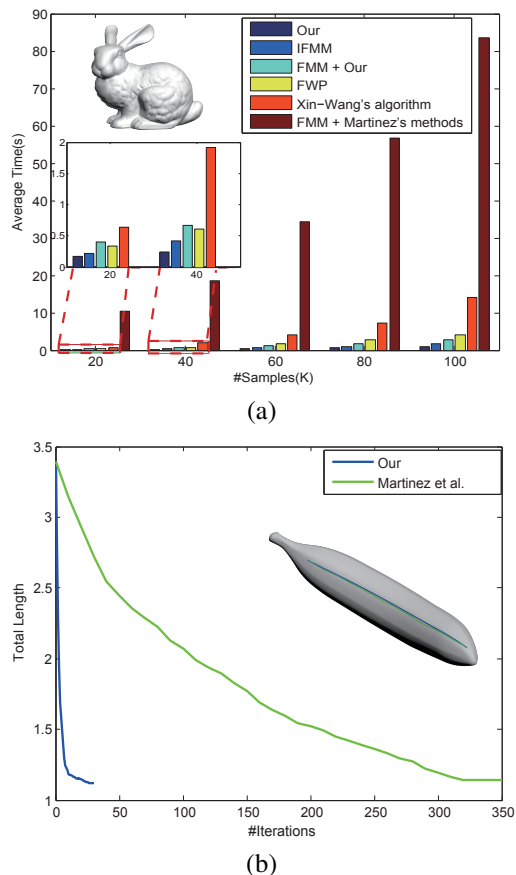 90
80
70
60
50
40
30
20
10
0
Average Time(s)
Our
IFMM
FMM + Our
FWP
Xin-Wang's algorithm
FMM + Martinez's methods
2
1.5
1
0.5
0
20 40
20 40 60 80 100
#Samples(K)
(a)
3.5
3
2.5
2
1.5
1
Total Length
Our
Martinez et al.
0 50 100 150 200 250 300 350
#Iterations
(b)